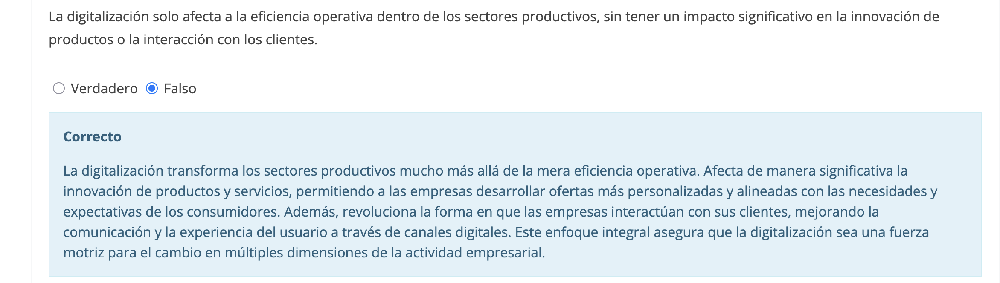 La digitalización solo afecta a la eficiencia operativa dentro de los sectores productivos, sin tener un impacto significativo en la innovación de
productos o la interacción con los clientes.
Verdadero Falso
Correcto
La digitalización transforma los sectores productivos mucho más allá de la mera eficiencia operativa. Afecta de manera significativa la
innovación de productos y servicios, permitiendo a las empresas desarrollar ofertas más personalizadas y alineadas con las necesidades y
expectativas de los consumidores. Además, revoluciona la forma en que las empresas interactúan con sus clientes, mejorando la
comunicación y la experiencia del usuario a través de canales digitales. Este enfoque integral asegura que la digitalización sea una fuerza
motriz para el cambio en múltiples dimensiones de la actividad empresarial.